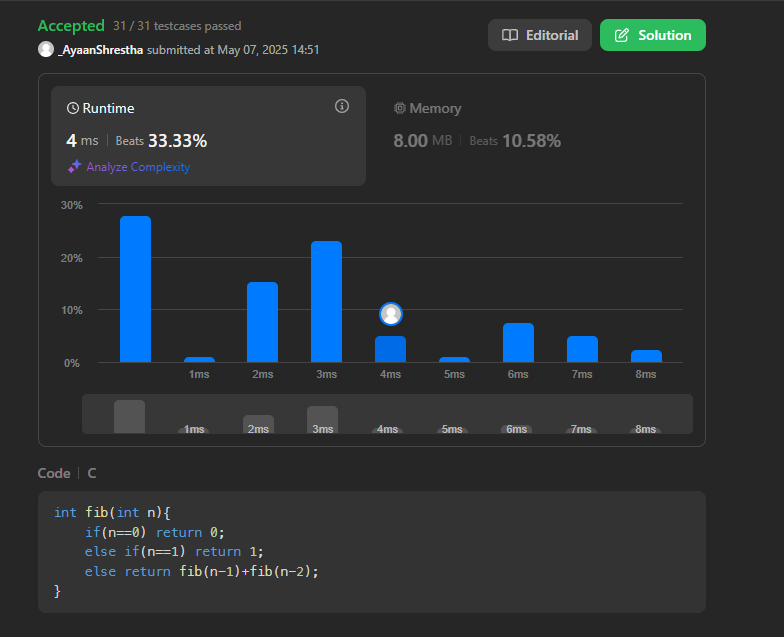 Accepted 31 / 31 testcases passed
_AyaanShrestha submitted at May 07, 2025 14:51
Editorial
Solution
Runtime
4 ms | Beats 33.33%
Analyze Complexity
Memory
8.00 MB | Beats 10.58%
30%
20%
10%
0%
1ms 2ms 3ms 4ms 5ms 6ms 7ms 8ms
1ms 2ms 3ms 4ms 5ms 6ms 7ms 8ms
Code | C
int fib(int n){
    if(n==0) return 0;
    else if(n==1) return 1;
    else return fib(n-1)+fib(n-2);
}